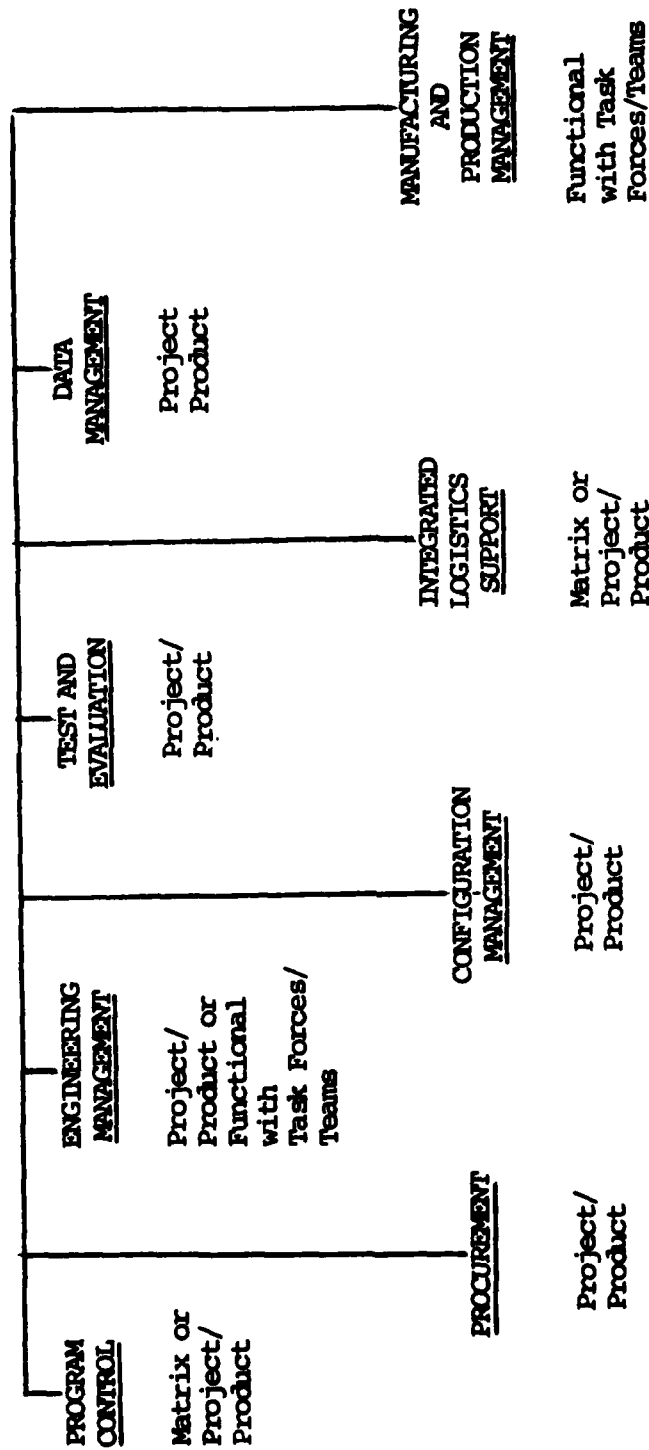 PROGRAM
CONTROL
Matrix or
Project/
Product
PROCUREMENT
Project/
Product
ENGINEERING
MANAGEMENT
Project/
Product or
Functional
with
Task Forces/
Teams
CONFIGURATION
MANAGEMENT
Project/
Product
TEST AND
EVALUATION
Project/
Product
INTEGRATED
LOGISTICS
SUPPORT
Matrix or
Project/
Product
DATA
MANAGEMENT
Project
Product
MANUFACTURING
AND
PRODUCTION
MANAGEMENT
Functional
with Task
Forces/Teams